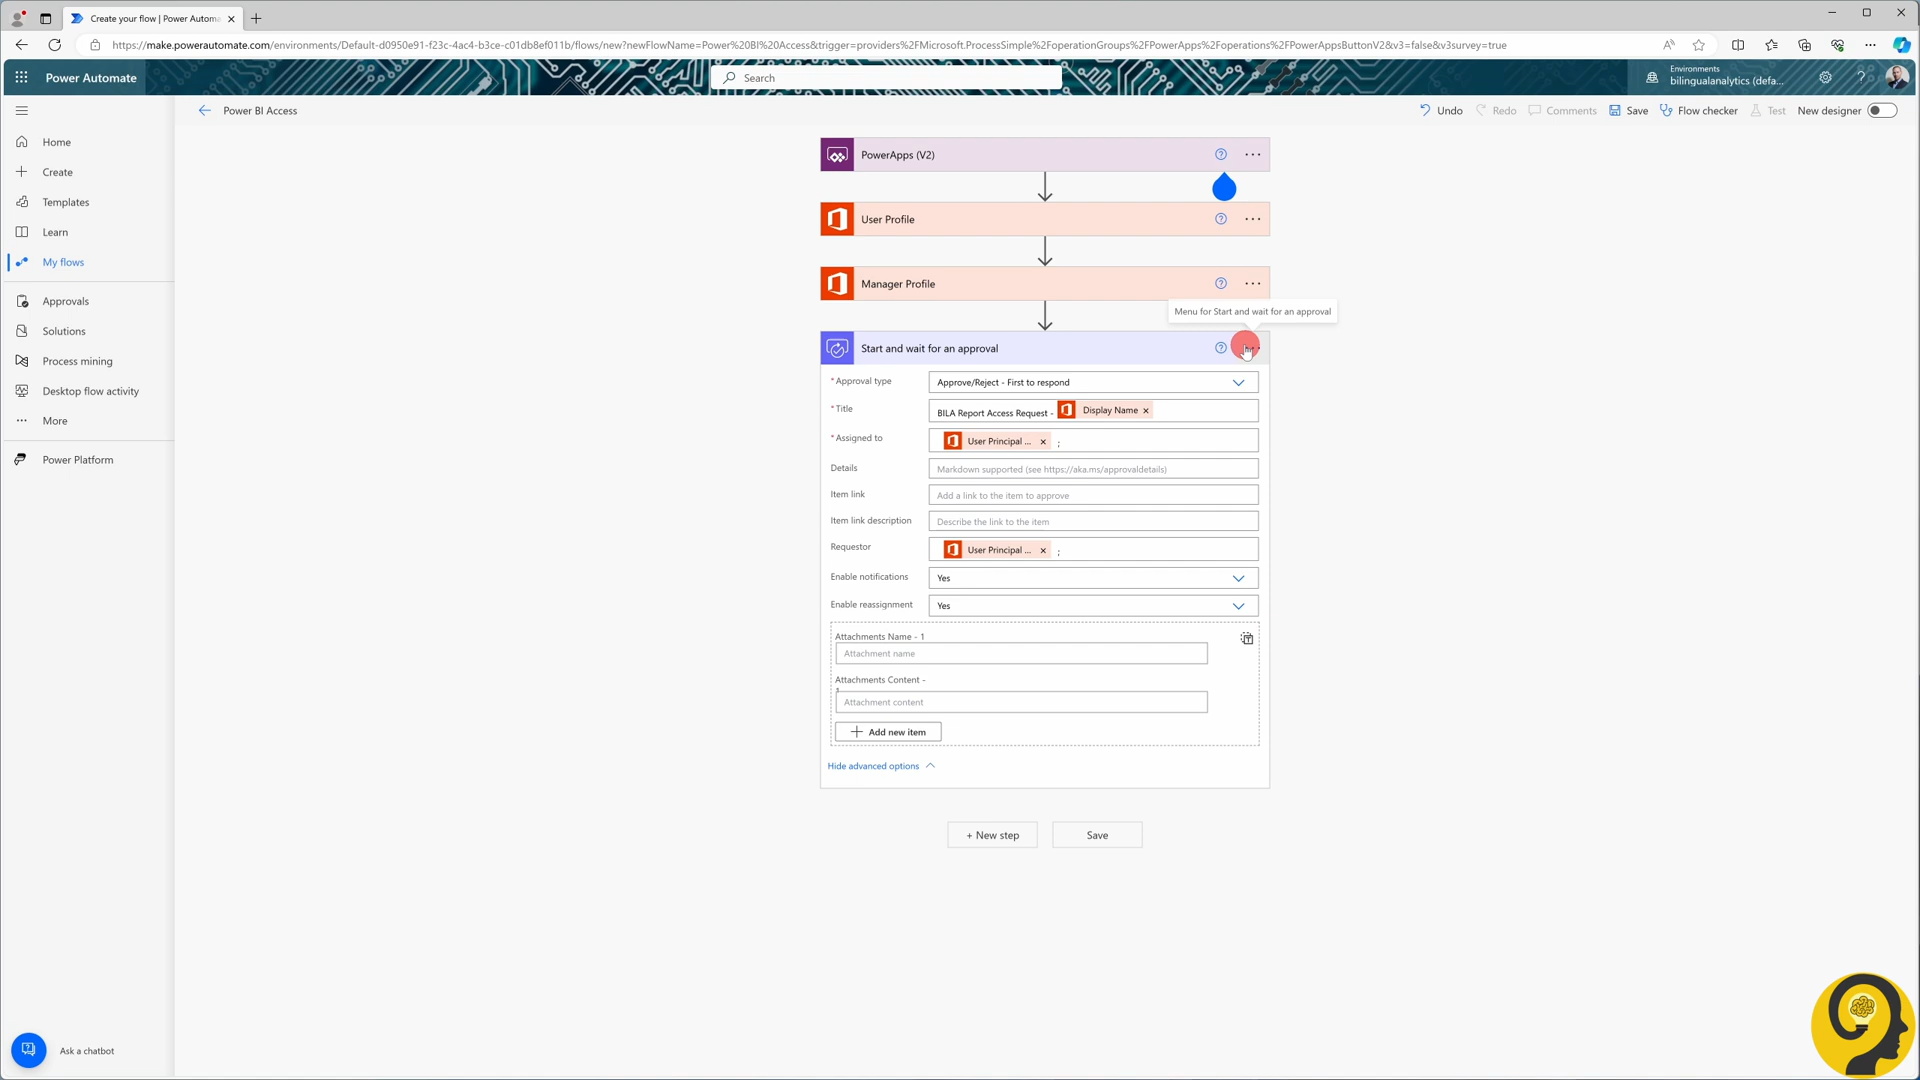 Create your flow | Power Autom
https://make.powerautomate.com/environments/Default-d0950e91-f23c-4ac4-b3ce-c01db8ef011b/flows/new?newFlowName=Power%20BI%20Access&trigger=providers%2FMicrosoft.ProcessSimple%2FoperationGroups%2FPowerApps%2Foperations%2FPowerAppsButtonV2&v3=false&v3survey=true
Power Automate
Search
Environments
bilingualanalytics (defa...
Power BI Access
Undo
Redo
Comments
Save
Flow checker
Test
New designer
Home
Create
Templates
Learn
My flows
Approvals
Solutions
Process mining
Desktop flow activity
More
Power Platform
Ask a chatbot
PowerApps (V2)
User Profile
Manager Profile
Menu for Start and wait for an approval
Start and wait for an approval
* Approval type
Approve/Reject - First to respond
* Title
BILA Report Access Request - Display Name ×
* Assigned to
User Principal ... × ;
Details
Markdown supported (see https://aka.ms/approvaldetails)
Item link
Add a link to the item to approve
Item link description
Describe the link to the item
Requestor
User Principal ... × ;
Enable notifications
Yes
Enable reassignment
Yes
Attachments Name - 1
Attachment name
Attachments Content -
1
Attachment content
Add new item
Hide advanced options
+ New step
Save